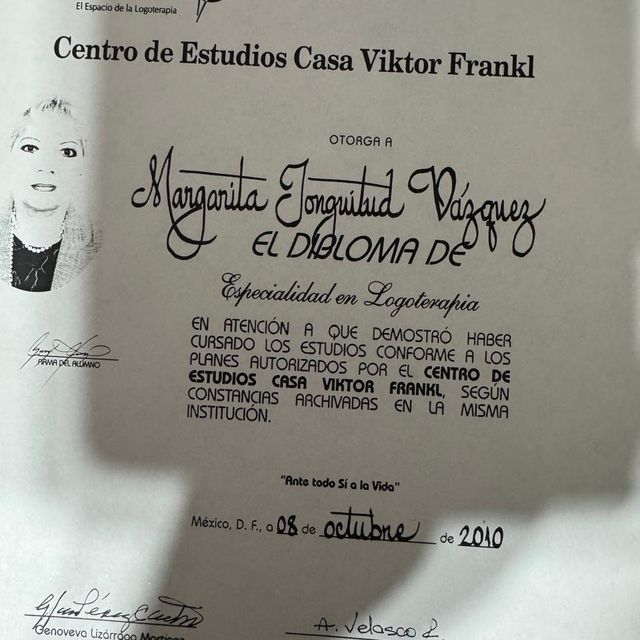 El Espacio de la Logoterapia
Centro de Estudios Casa Viktor Frankl
OTORGA A
Margarita Jonguitud Vázquez
EL DIPLOMA DE
Especialidad en Logoterapia
EN ATENCIÓN A QUE DEMOSTRÓ HABER
CURSADO LOS ESTUDIOS CONFORME A LOS
PLANES AUTORIZADOS POR EL CENTRO DE
ESTUDIOS CASA VIKTOR FRANKL, SEGÚN
CONSTANCIAS ARCHIVADAS EN LA MISMA
INSTITUCIÓN.
FIRMA DEL ALUMNO
"Ante todo Sí a la Vida"
México, D. F., a 08 de octubre de 2010
A. Velasco R.
Genoveva Lizárraga Martínez